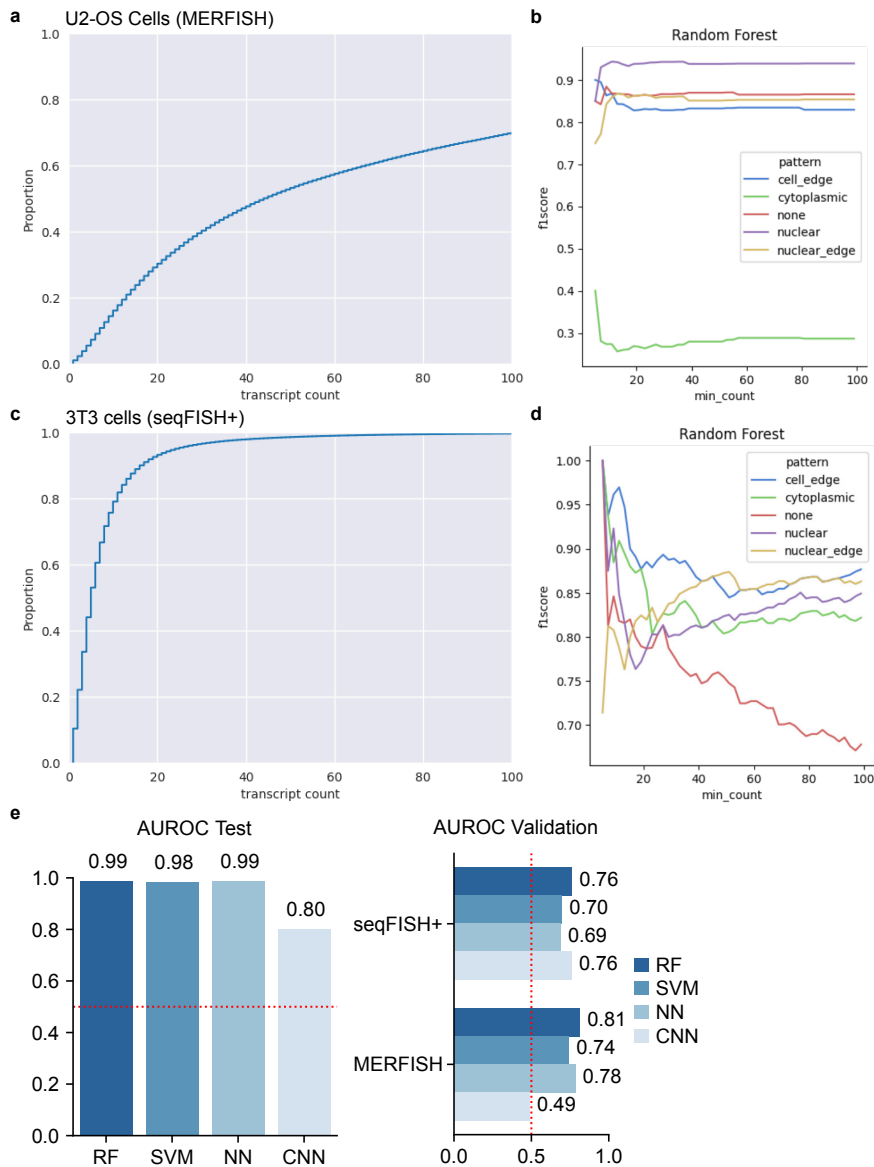 a U2-OS Cells (MERFISH)
1.0
0.8
0.6
0.4
0.2
0.0
Proportion
0 20 40 60 80 100
transcript count
b
Random Forest
0.9
0.8
0.7
0.6
0.5
0.4
0.3
f1score
pattern
cell_edge
cytoplasmic
none
nuclear
nuclear_edge
20 40 60 80 100
min_count
c 3T3 cells (seqFISH+)
1.0
0.8
0.6
0.4
0.2
0.0
Proportion
0 20 40 60 80 100
transcript count
d
Random Forest
1.00
0.95
0.90
0.85
0.80
0.75
0.70
f1score
pattern
cell_edge
cytoplasmic
none
nuclear
nuclear_edge
20 40 60 80 100
min_count
e
AUROC Test
0.99 0.98 0.99 0.80
1.0
0.8
0.6
0.4
0.2
0.0
RF SVM NN CNN
AUROC Validation
seqFISH+
0.76
0.70
0.69
0.76
MERFISH
0.81
0.74
0.78
0.49
0.0 0.5 1.0
RF
SVM
NN
CNN